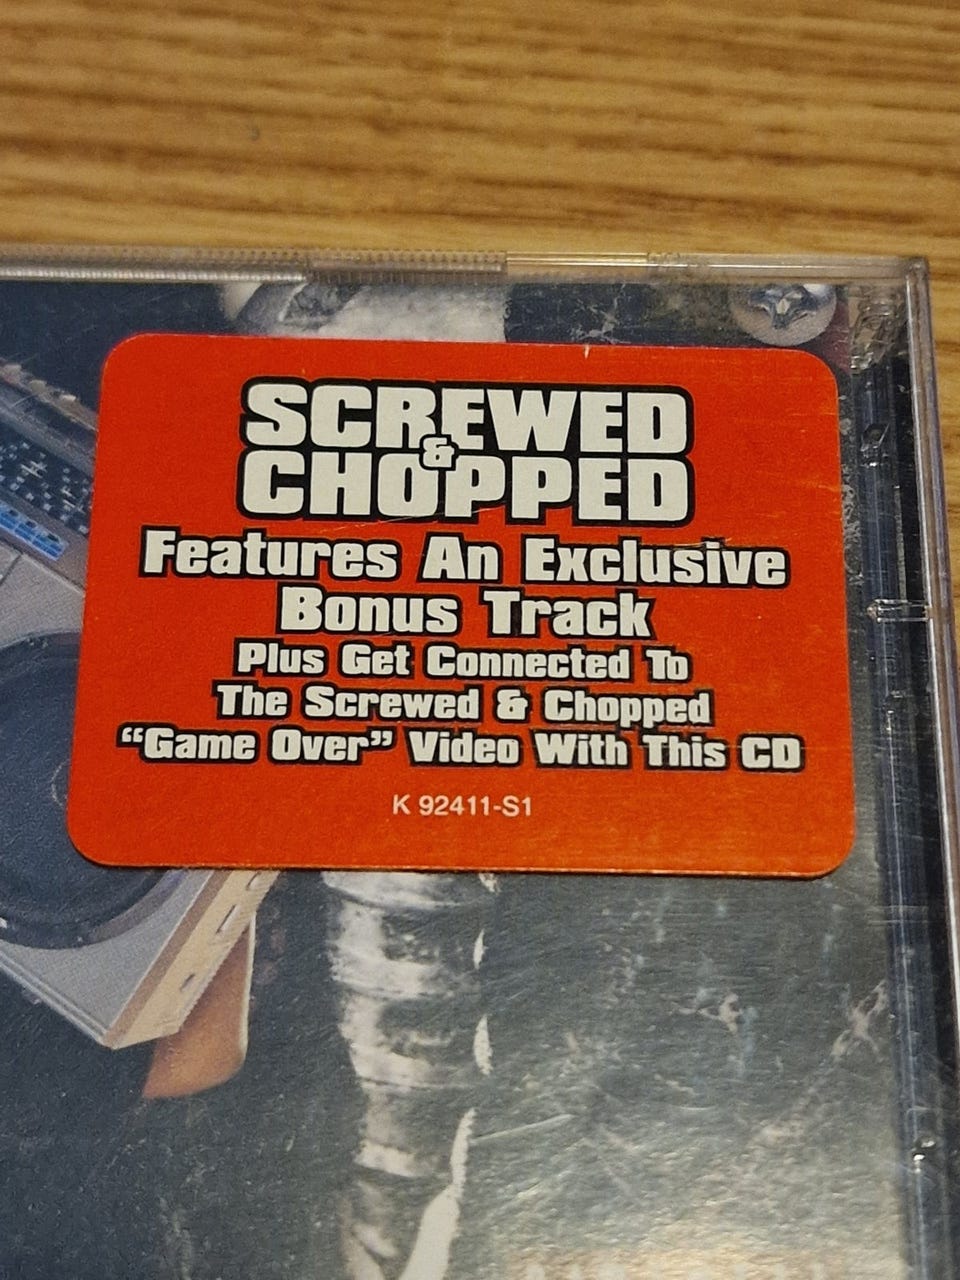 SCREWED
&
CHOPPED
Features An Exclusive
Bonus Track
Plus Get Connected To
The Screwed & Chopped
“Game Over” Video With This CD
K 92411-S1